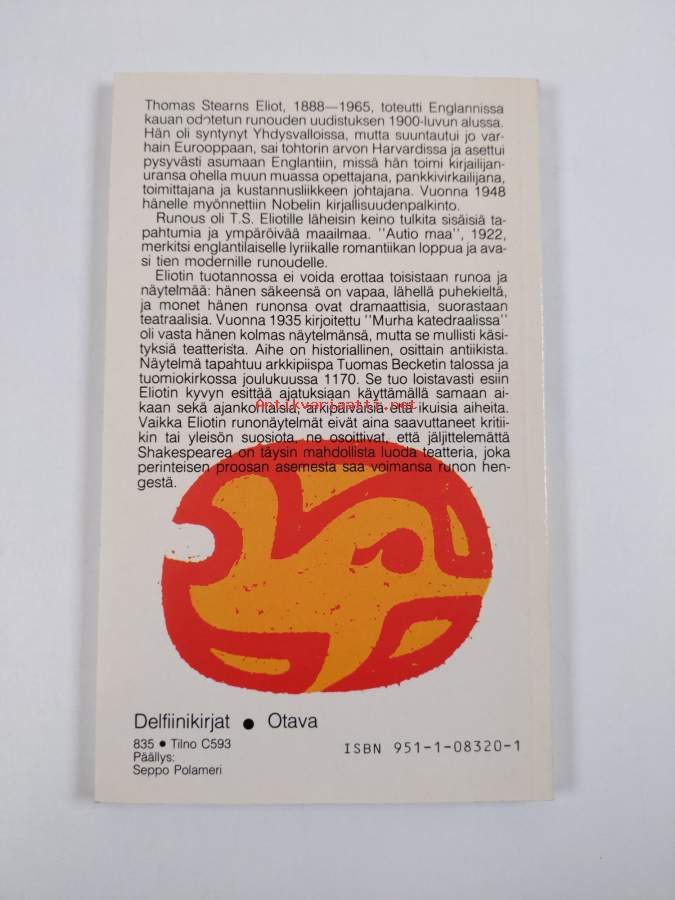 Thomas Stearns Eliot, 1888—1965, toteutti Englannissa
kauan odotetun runouden uudistuksen 1900-luvun alussa.
Hän oli syntynyt Yhdysvalloissa, mutta suuntautui jo var-
hain Eurooppaan, sai tohtorin arvon Harvardissa ja asettui
pysyvästi asumaan Englantiin, missä hän toimi kirjailijan-
uransa ohella muun muassa opettajana, pankkivirkailijana,
toimittajana ja kustannusliikkeen johtajana. Vuonna 1948
hänelle myönnettiin Nobelin kirjallisuudenpalkinto.
Runous oli T.S. Eliotille läheisin keino tulkita sisäisiä ta-
pahtumia ja ympäröivää maailmaa. ''Autio maa'', 1922,
merkitsi englantilaiselle lyriikalle romantiikan loppua ja ava-
si tien modernille runoudelle.
Eliotin tuotannossa ei voida erottaa toisistaan runoa ja
näytelmää: hänen säkeensä on vapaa, lähellä puhekieltä,
ja monet hänen runonsa ovat dramaattisia, suorastaan
teatraalisia. Vuonna 1935 kirjoitettu ''Murha katedraalissa''
oli vasta hänen kolmas näytelmänsä, mutta se mullisti käsi-
tyksiä teatterista. Aihe on historiallinen, osittain antiikista.
Näytelmä tapahtuu arkkipiispa Tuomas Becketin talossa ja
tuomiokirkossa joulukuussa 1170. Se tuo loistavasti esiin
Eliotin kyvyn esittää ajatuksiaan käyttämällä samaan ai-
kaan sekä ajankohtaisia, arkipäiväisiä että ikuisia aiheita.
Antikvariaatit.net
Vaikka Eliotin runonäytelmät eivät aina saavuttaneet kritii-
kin tai yleisön suosiota, ne osoittivat, että jäljittelemättä
Shakespearea on täysin mahdollista luoda teatteria, joka
perinteisen proosan asemesta saa voimansa runon hen-
gestä.
Delfiinikirjat ● Otava
835 ● Tilno C593
Päällys:
Seppo Polameri
ISBN 951-1-08320-1